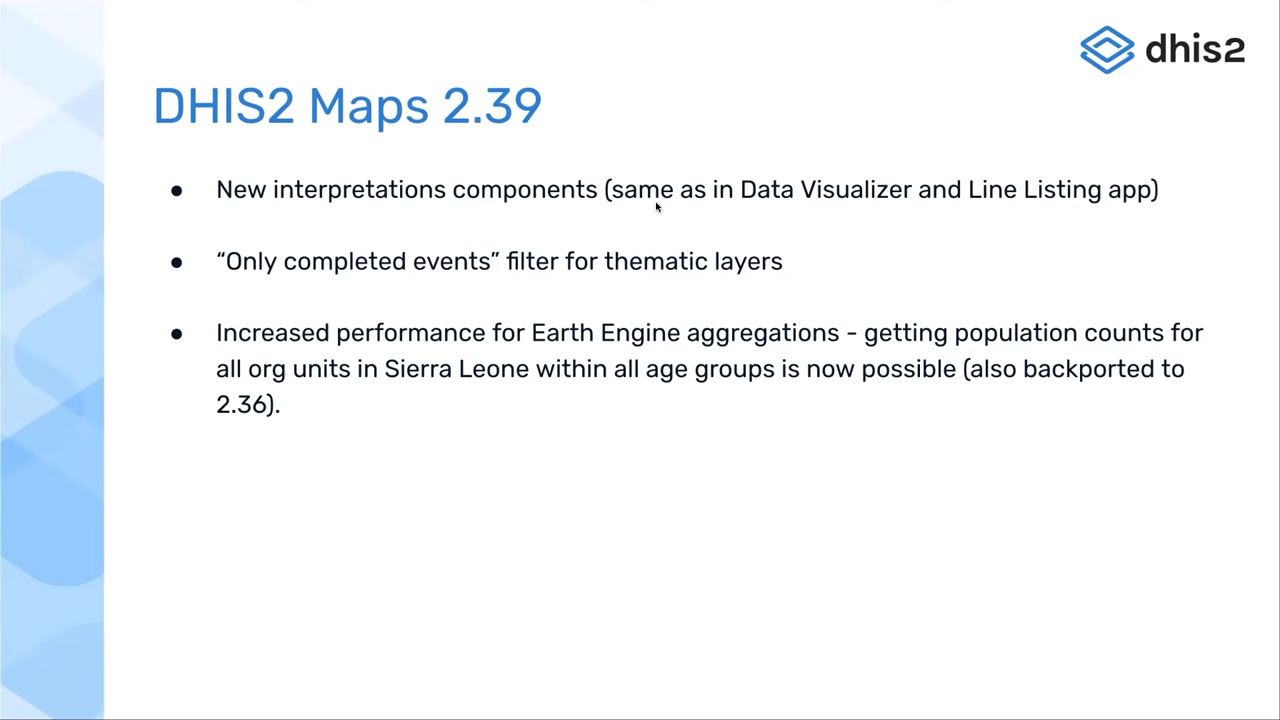 dhis2
DHIS2 Maps 2.39
● New interpretations components (same as in Data Visualizer and Line Listing app)
● “Only completed events” filter for thematic layers
● Increased performance for Earth Engine aggregations - getting population counts for
all org units in Sierra Leone within all age groups is now possible (also backported to
2.36).